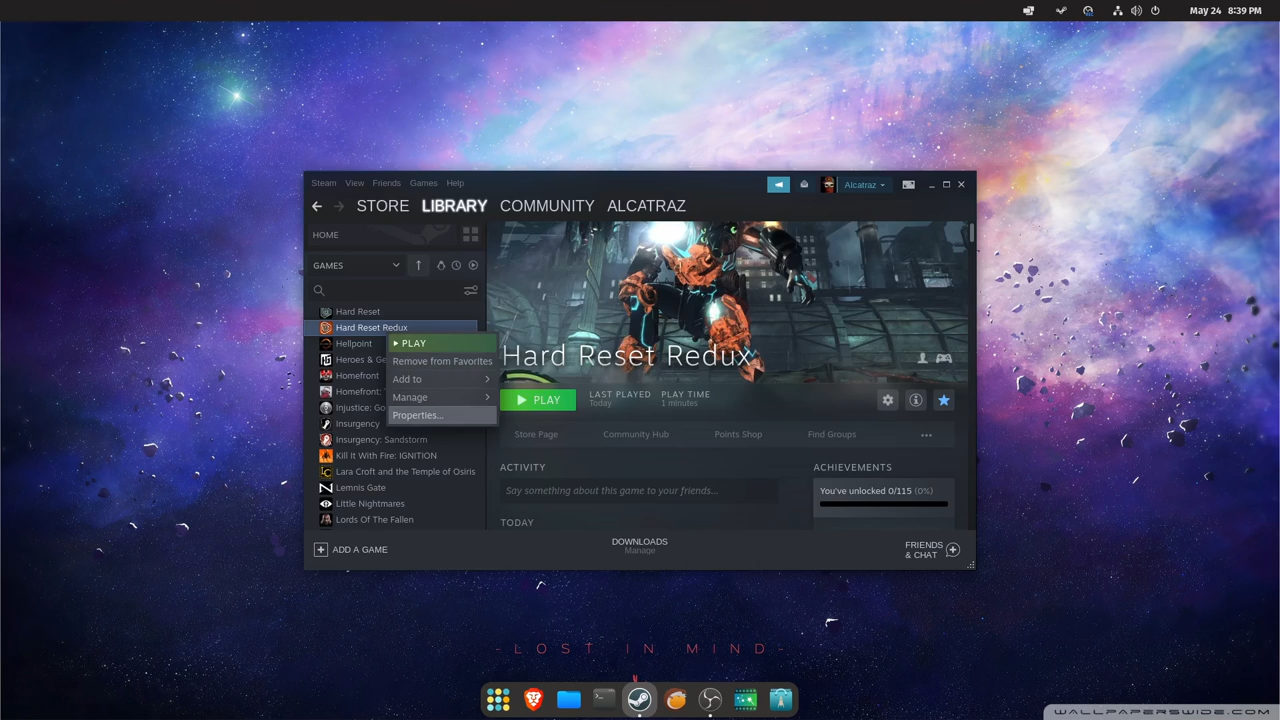 May 24 8:39 PM
Steam View Friends Games Help
Alcatraz
STORE LIBRARY COMMUNITY ALCATRAZ
HOME
GAMES
Hard Reset
Hard Reset Redux
Hellpoint
Heroes & Ge
Homefront
Homefront:
Injustice: Go
Insurgency
Insurgency: Sandstorm
Kill It With Fire: IGNITION
Lara Croft and the Temple of Osiris
Lemnis Gate
Little Nightmares
Lords Of The Fallen
PLAY
Remove from Favorites
Add to
Manage
Properties...
Hard Reset Redux
PLAY
LAST PLAYED
Today
PLAY TIME
1 minutes
Store Page Community Hub Points Shop Find Groups
ACTIVITY
Say something about this game to your friends...
TODAY
ACHIEVEMENTS
You've unlocked 0/115 (0%)
ADD A GAME
DOWNLOADS
Manage
FRIENDS
& CHAT
- LOST IN MIND -
WALLPAPERSWIDE.COM